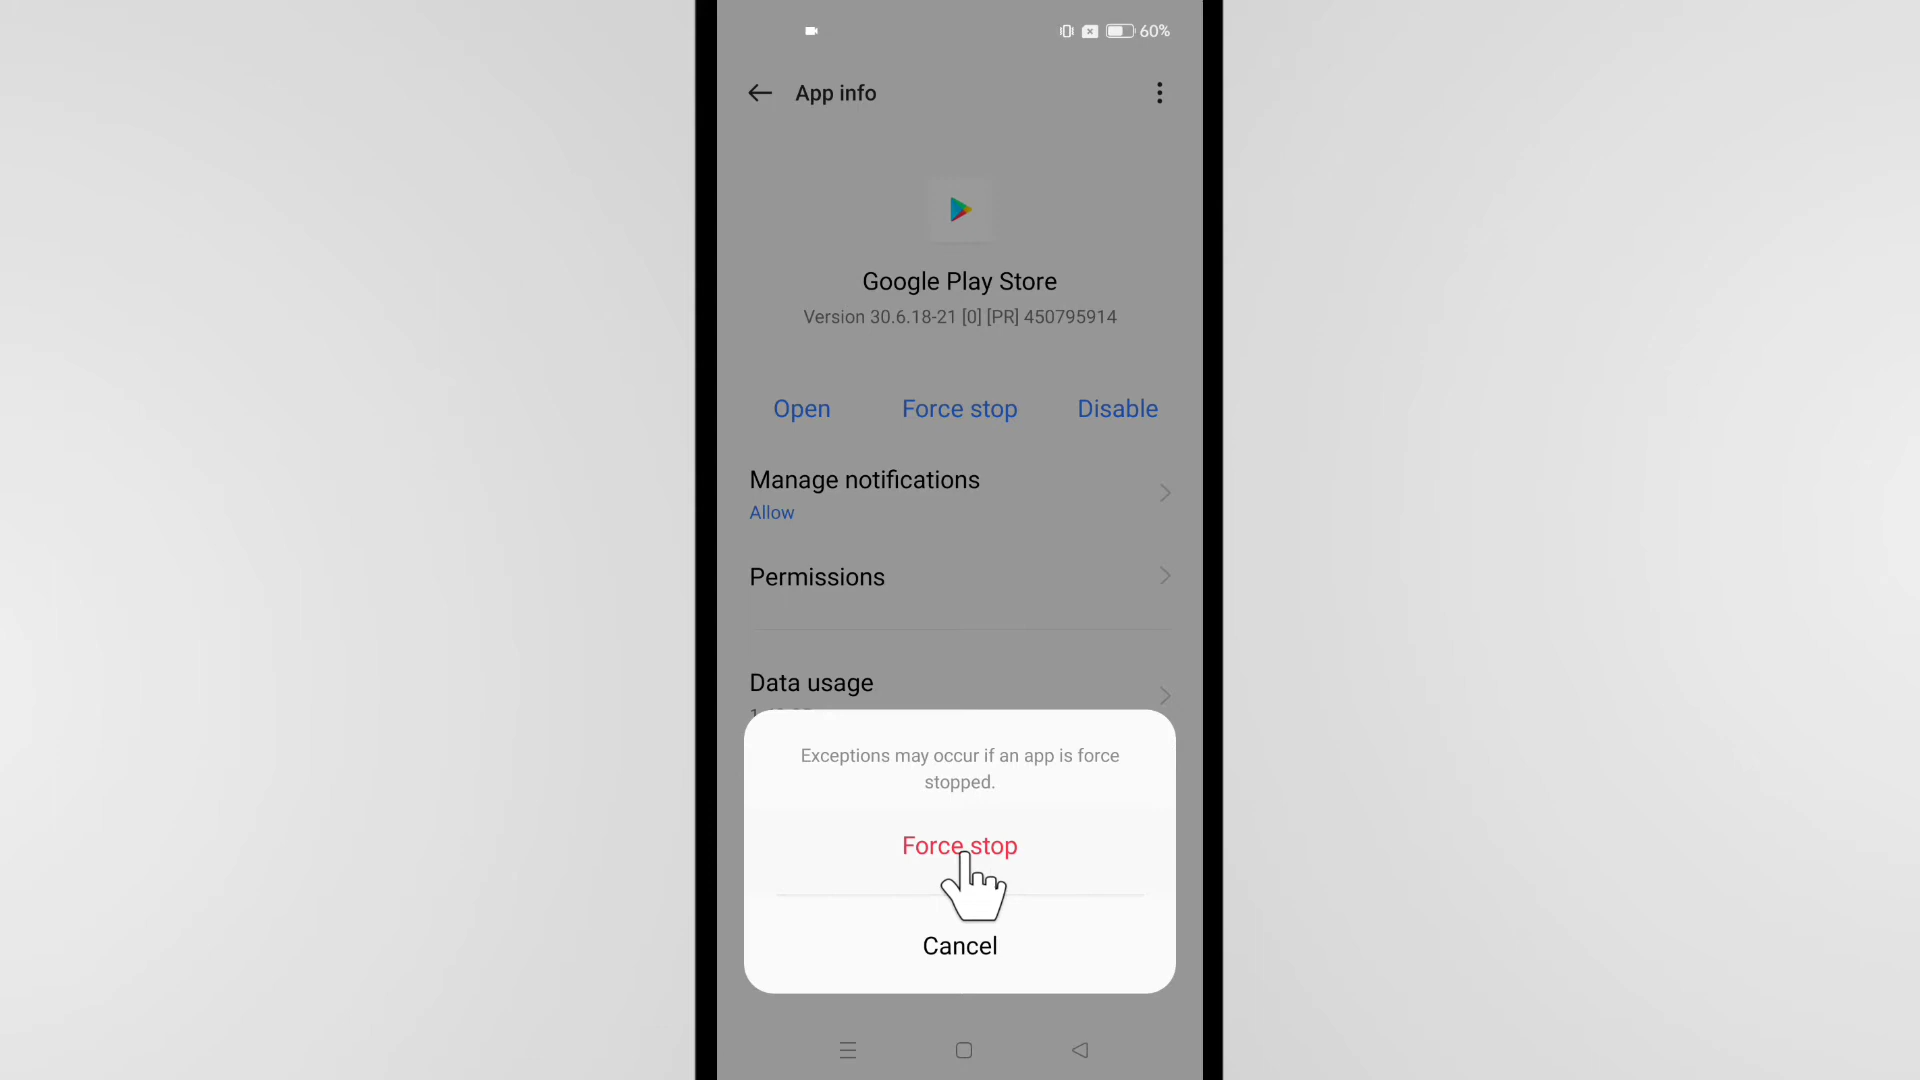 60%
App info
Google Play Store
Version 30.6.18-21 [0] [PR] 450795914
Open Force stop Disable
Manage notifications
Allow
Permissions
Data usage
Exceptions may occur if an app is force
stopped.
Force stop
Cancel